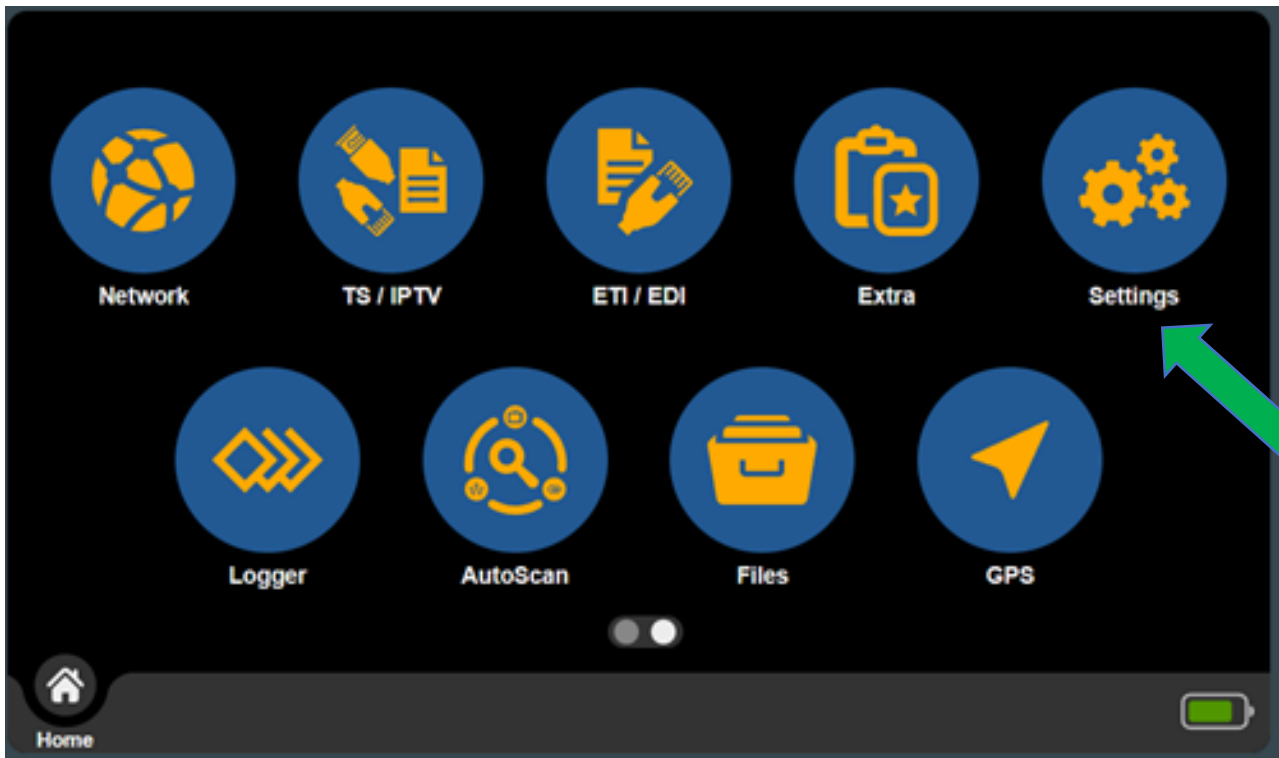 Network
TS / IPTV
ETI / EDI
Extra
Settings
Logger
AutoScan
Files
GPS
Home